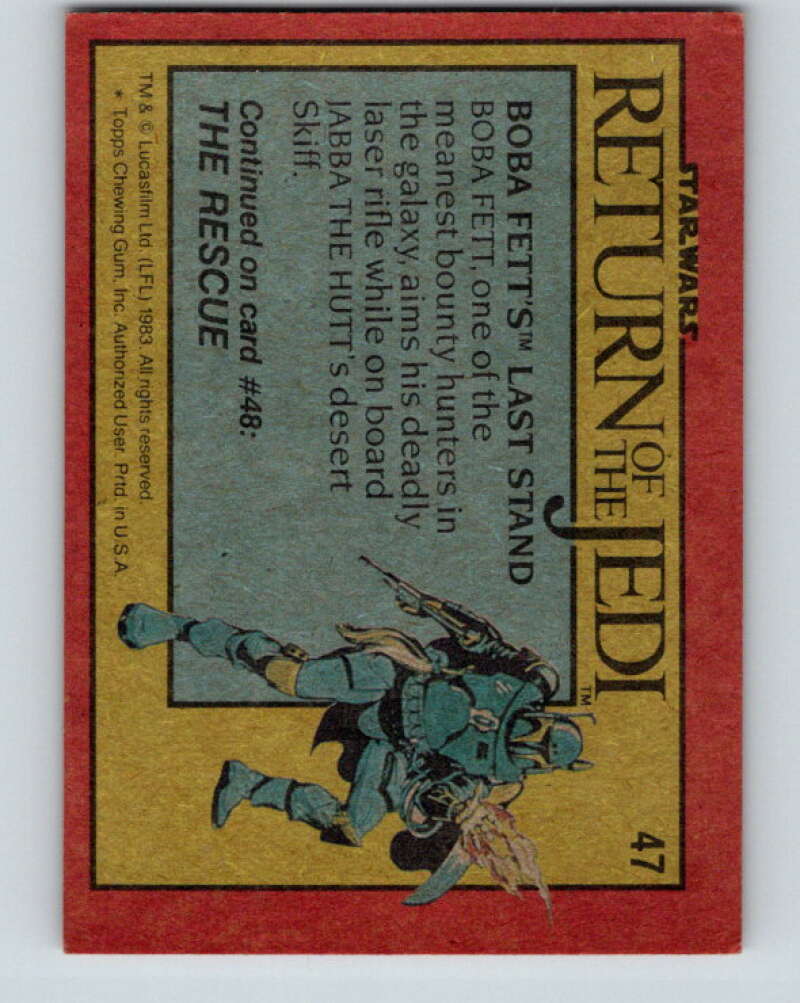 STAR WARS
RETURN OF THE JEDI™
47
BOBA FETT'S™ LAST STAND
BOBA FETT, one of the
meanest bounty hunters in
the galaxy, aims his deadly
laser rifle while on board
JABBA THE HUTT's desert
Skiff.
Continued on card #48:
THE RESCUE
TM & © Lucasfilm Ltd. (LFL) 1983. All rights reserved.
* Topps Chewing Gum, Inc. Authorized User. Prtd. in U.S.A.